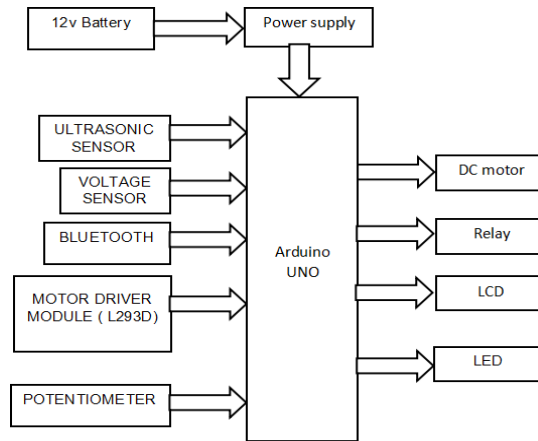 12v Battery
Power supply
ULTRASONIC
SENSOR
VOLTAGE
SENSOR
BLUETOOTH
MOTOR DRIVER
MODULE ( L293D)
POTENTIOMETER
Arduino
UNO
DC motor
Relay
LCD
LED